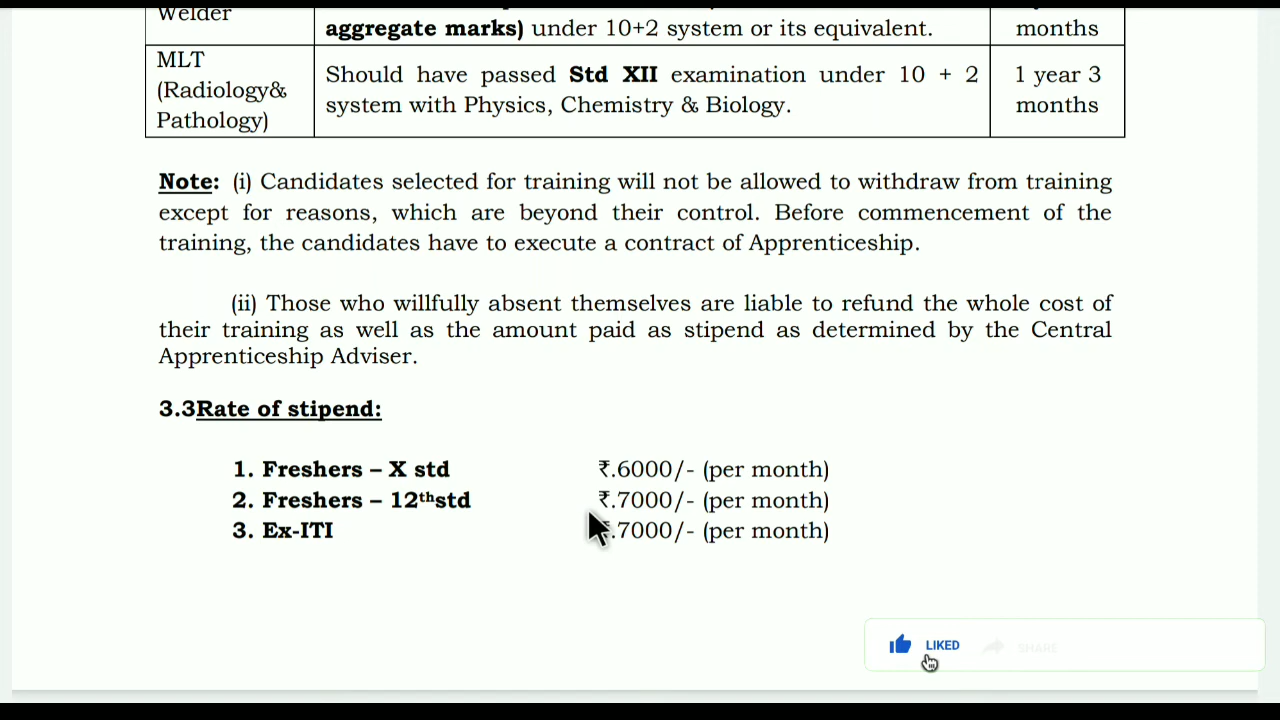 Welder
aggregate marks) under 10+2 system or its equivalent.
months
MLT
(Radiology&
Pathology)
Should have passed Std XII examination under 10 + 2
system with Physics, Chemistry & Biology.
1 year 3
months
Note: (i) Candidates selected for training will not be allowed to withdraw from training
except for reasons, which are beyond their control. Before commencement of the
training, the candidates have to execute a contract of Apprenticeship.
(ii) Those who willfully absent themselves are liable to refund the whole cost of
their training as well as the amount paid as stipend as determined by the Central
Apprenticeship Adviser.
3.3Rate of stipend:
1. Freshers – X std ₹.6000/- (per month)
2. Freshers – 12thstd ₹.7000/- (per month)
3. Ex-ITI ₹.7000/- (per month)
LIKED SHARE